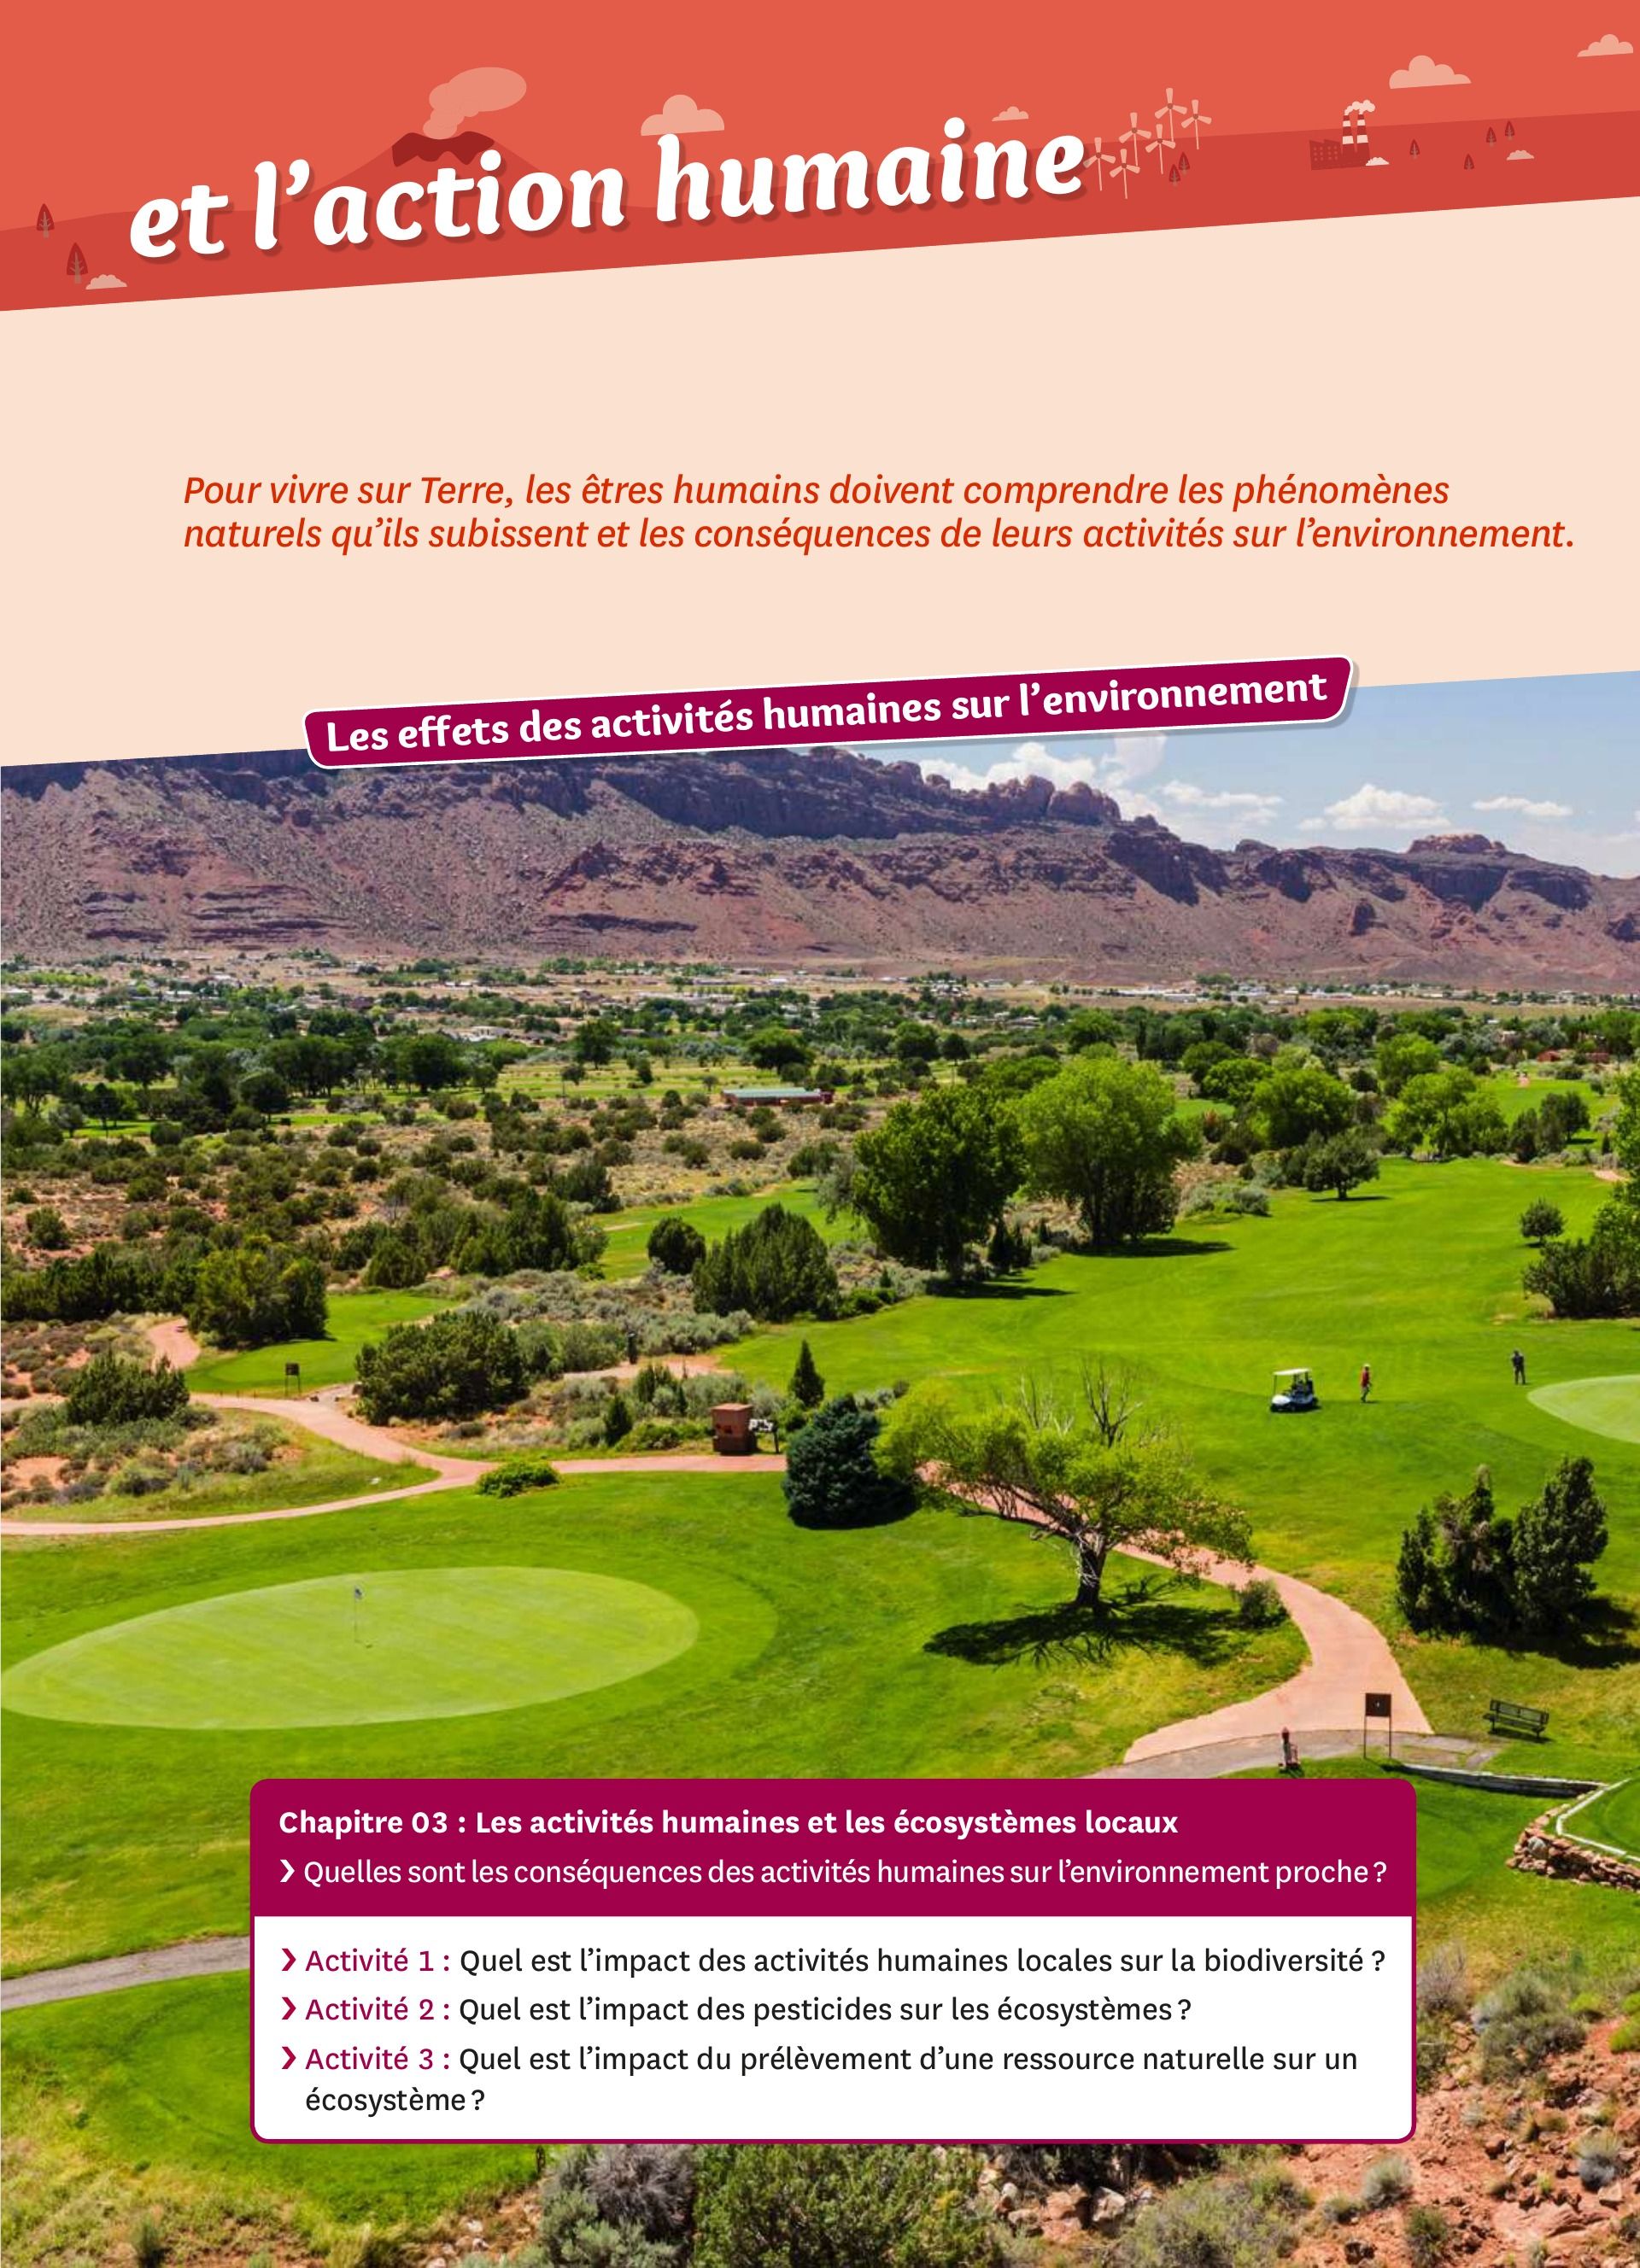 et l’action humaine
Pour vivre sur Terre, les êtres humains doivent comprendre les phénomènes
naturels qu’ils subissent et les conséquences de leurs activités sur l’environnement.
Les effets des activités humaines sur l’environnement
Chapitre 03 : Les activités humaines et les écosystèmes locaux
❯ Quelles sont les conséquences des activités humaines sur l’environnement proche ?
❯ Activité 1 : Quel est l’impact des activités humaines locales sur la biodiversité ?
❯ Activité 2 : Quel est l’impact des pesticides sur les écosystèmes ?
❯ Activité 3 : Quel est l’impact du prélèvement d’une ressource naturelle sur un
écosystème ?